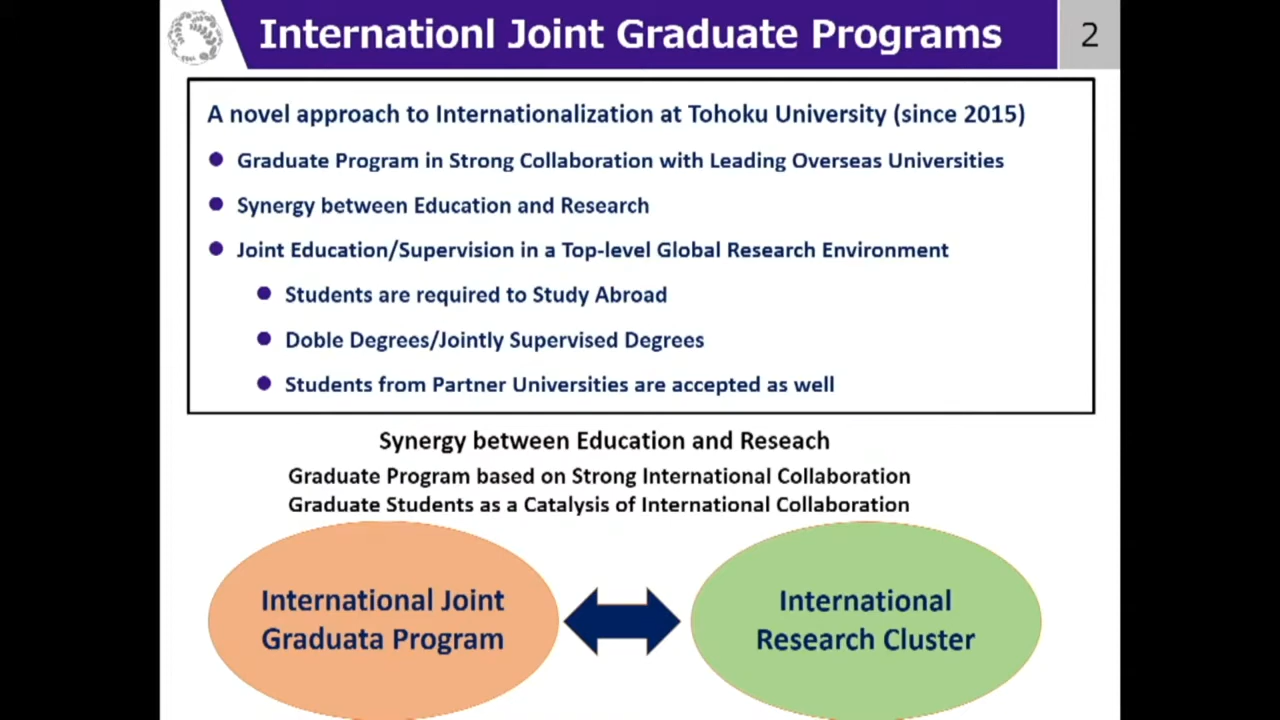 Internationl Joint Graduate Programs
2
A novel approach to Internationalization at Tohoku University (since 2015)
Graduate Program in Strong Collaboration with Leading Overseas Universities
Synergy between Education and Research
Joint Education/Supervision in a Top-level Global Research Environment
Students are required to Study Abroad
Doble Degrees/Jointly Supervised Degrees
Students from Partner Universities are accepted as well
Synergy between Education and Reseach
Graduate Program based on Strong International Collaboration
Graduate Students as a Catalysis of International Collaboration
International Joint
Graduata Program
International
Research Cluster